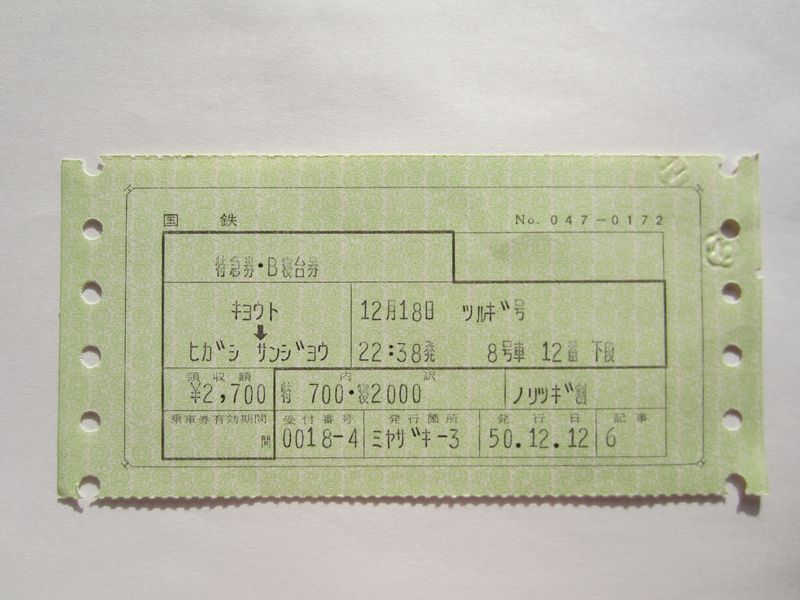 国 鉄 No. 047-0172
特急券・B寝台券
キヨウト 12月18日 ツルギ号
↓
ヒガシ サンジヨウ 22:38発 8号車 12番 下段
領収額 内訳
¥2,700 特 700・寝2000 ノリツギ割
乗車券有効期間 受付番号 発行箇所 発行日 記事
間 0018-4 ミヤザキ-3 50.12.12 6